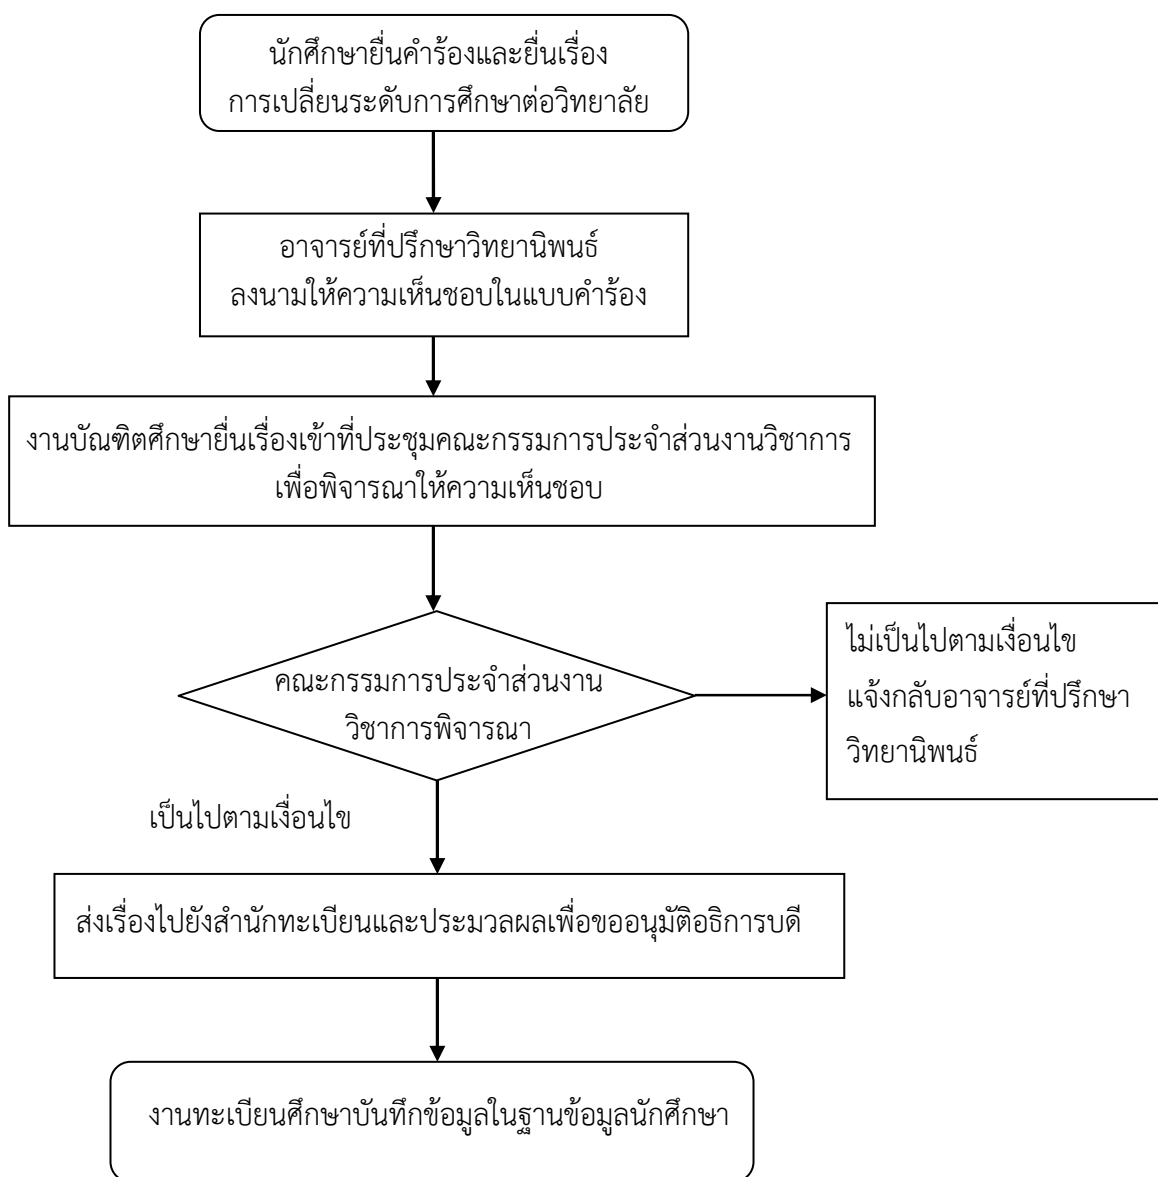 นักศึกษายื่นคำร้องและยื่นเรื่อง
การเปลี่ยนระดับการศึกษาต่อวิทยาลัย
อาจารย์ที่ปรึกษาวิทยานิพนธ์
ลงนามให้ความเห็นชอบในแบบคำร้อง
งานบัณฑิตศึกษายื่นเรื่องเข้าที่ประชุมคณะกรรมการประจำส่วนงานวิชาการ
เพื่อพิจารณาให้ความเห็นชอบ
คณะกรรมการประจำส่วนงาน
วิชาการพิจารณา
ไม่เป็นไปตามเงื่อนไข
แจ้งกลับอาจารย์ที่ปรึกษา
วิทยานิพนธ์
เป็นไปตามเงื่อนไข
ส่งเรื่องไปยังสำนักทะเบียนและประมวลผลเพื่อขออนุมัติอธิการบดี
งานทะเบียนศึกษาบันทึกข้อมูลในฐานข้อมูลนักศึกษา